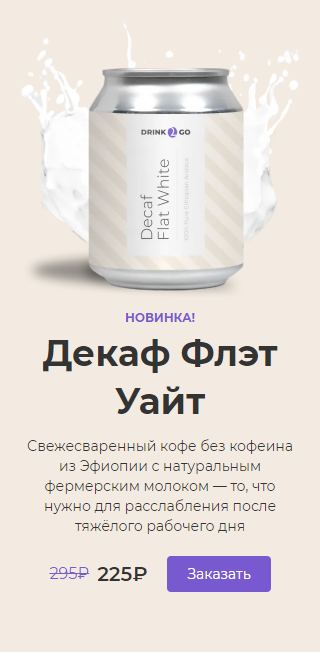 DRINK 2 GO
Decaf
Flat White
100% Pure Ethiopian Arabica
НОВИНКА!
Декаф Флэт
Уайт
Свежесваренный кофе без кофеина
из Эфиопии с натуральным
фермерским молоком — то, что
нужно для расслабления после
тяжёлого рабочего дня
295₽ 225₽ Заказать